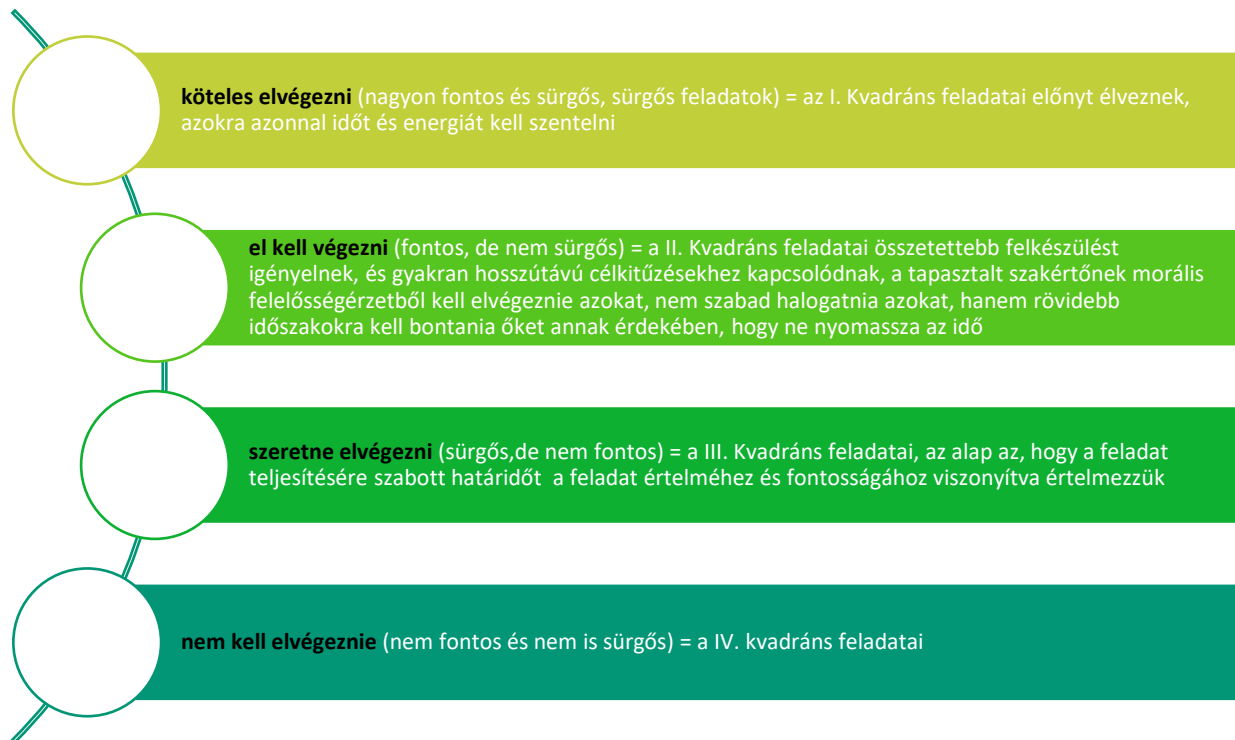 köteles elvégezni (nagyon fontos és sürgős, sürgős feladatok) = az I. Kvadráns feladatai előnyt élveznek,
azokra azonnal időt és energiát kell szentelni
el kell végezni (fontos, de nem sürgős) = a II. Kvadráns feladatai összetettebb felkészülést
igényelnek, és gyakran hosszútávú célkitűzésekhez kapcsolódnak, a tapasztalt szakértőnek morális
felelősségérzetből kell elvégeznie azokat, nem szabad halogatnia azokat, hanem rövidebb
időszakokra kell bontania őket annak érdekében, hogy ne nyomassza az idő
szeretne elvégezni (sürgős,de nem fontos) = a III. Kvadráns feladatai, az alap az, hogy a feladat
teljesítésére szabott határidőt a feladat értelméhez és fontosságához viszonyítva értelmezzük
nem kell elvégeznie (nem fontos és nem is sürgős) = a IV. kvadráns feladatai